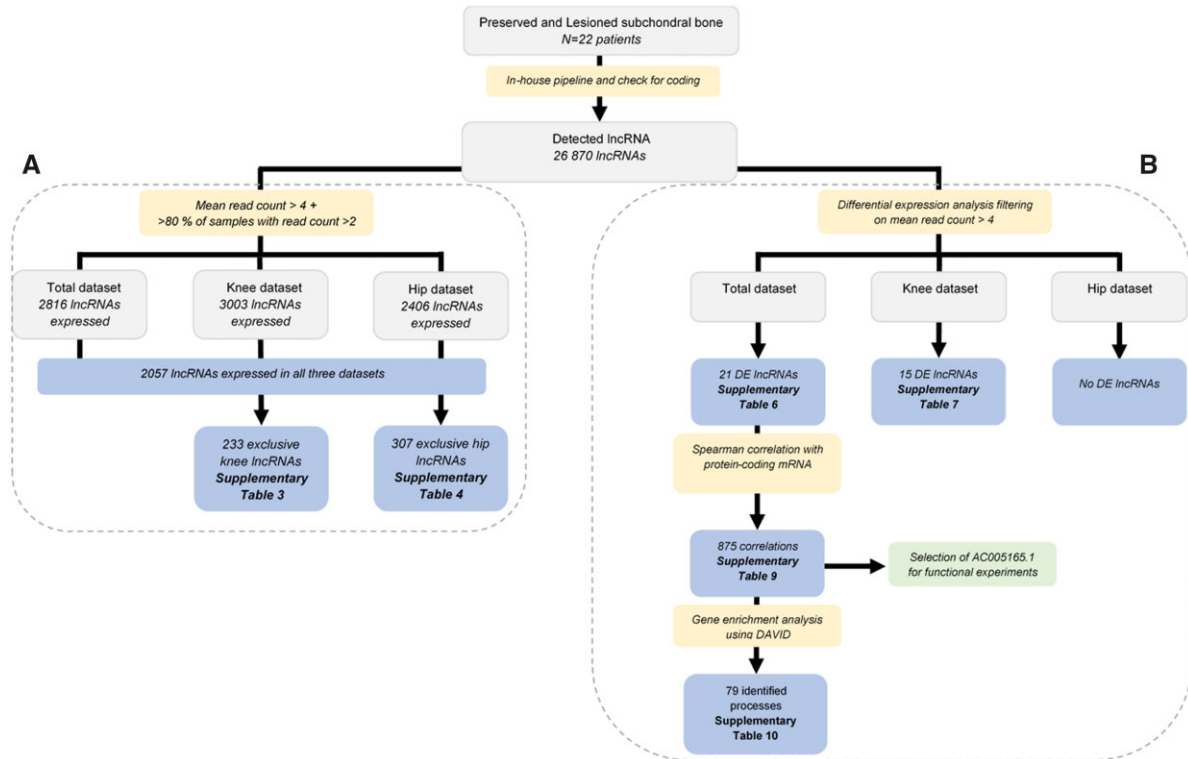 Preserved and Lesioned subchondral bone
N=22 patients
In-house pipeline and check for coding
Detected lncRNA
26 870 lncRNAs
A
Mean read count > 4 +
>80 % of samples with read count >2
Total dataset
2816 lncRNAs
expressed
Knee dataset
3003 lncRNAs
expressed
Hip dataset
2406 lncRNAs
expressed
2057 lncRNAs expressed in all three datasets
233 exclusive
knee lncRNAs
Supplementary
Table 3
307 exclusive hip
lncRNAs
Supplementary
Table 4
B
Differential expression analysis filtering
on mean read count > 4
Total dataset
Knee dataset
Hip dataset
21 DE lncRNAs
Supplementary
Table 6
15 DE lncRNAs
Supplementary
Table 7
No DE lncRNAs
Spearman correlation with
protein-coding mRNA
875 correlations
Supplementary
Table 9
Selection of AC005165.1
for functional experiments
Gene enrichment analysis
using DAVID
79 identified
processes
Supplementary
Table 10